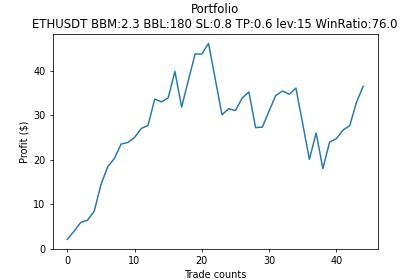 Portfolio
ETHUSDT BBM:2.3 BBL:180 SL:0.8 TP:0.6 lev:15 WinRatio:76.0
Profit ($)
40
30
20
10
0
0
10
20
30
40
Trade counts